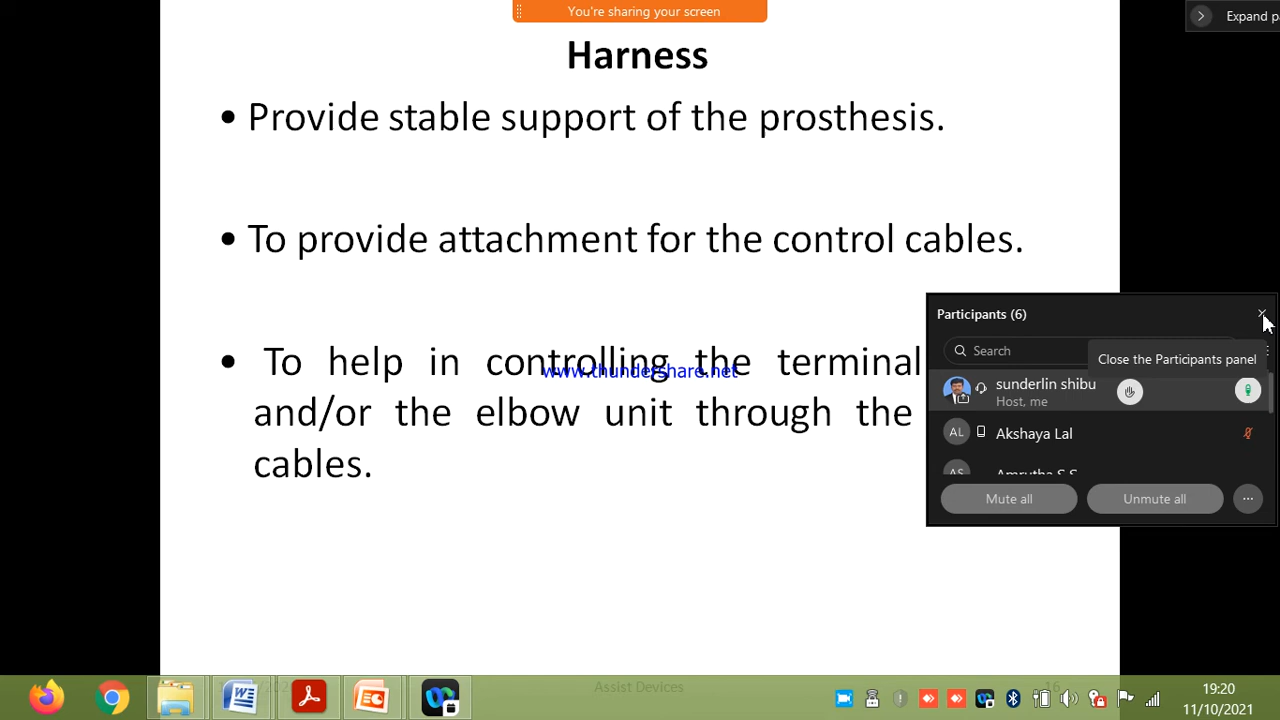 You're sharing your screen
Expand p
Harness
• Provide stable support of the prosthesis.
• To provide attachment for the control cables.
• To help in controlling the terminal
and/or the elbow unit through the
cables.
www.thundershare.net
Participants (6)
Search
Close the Participants panel
sunderlin shibu
Host, me
AL Akshaya Lal
AS Amrutha S S
Mute all Unmute all
Assist Devices
16
19:20
11/10/2021